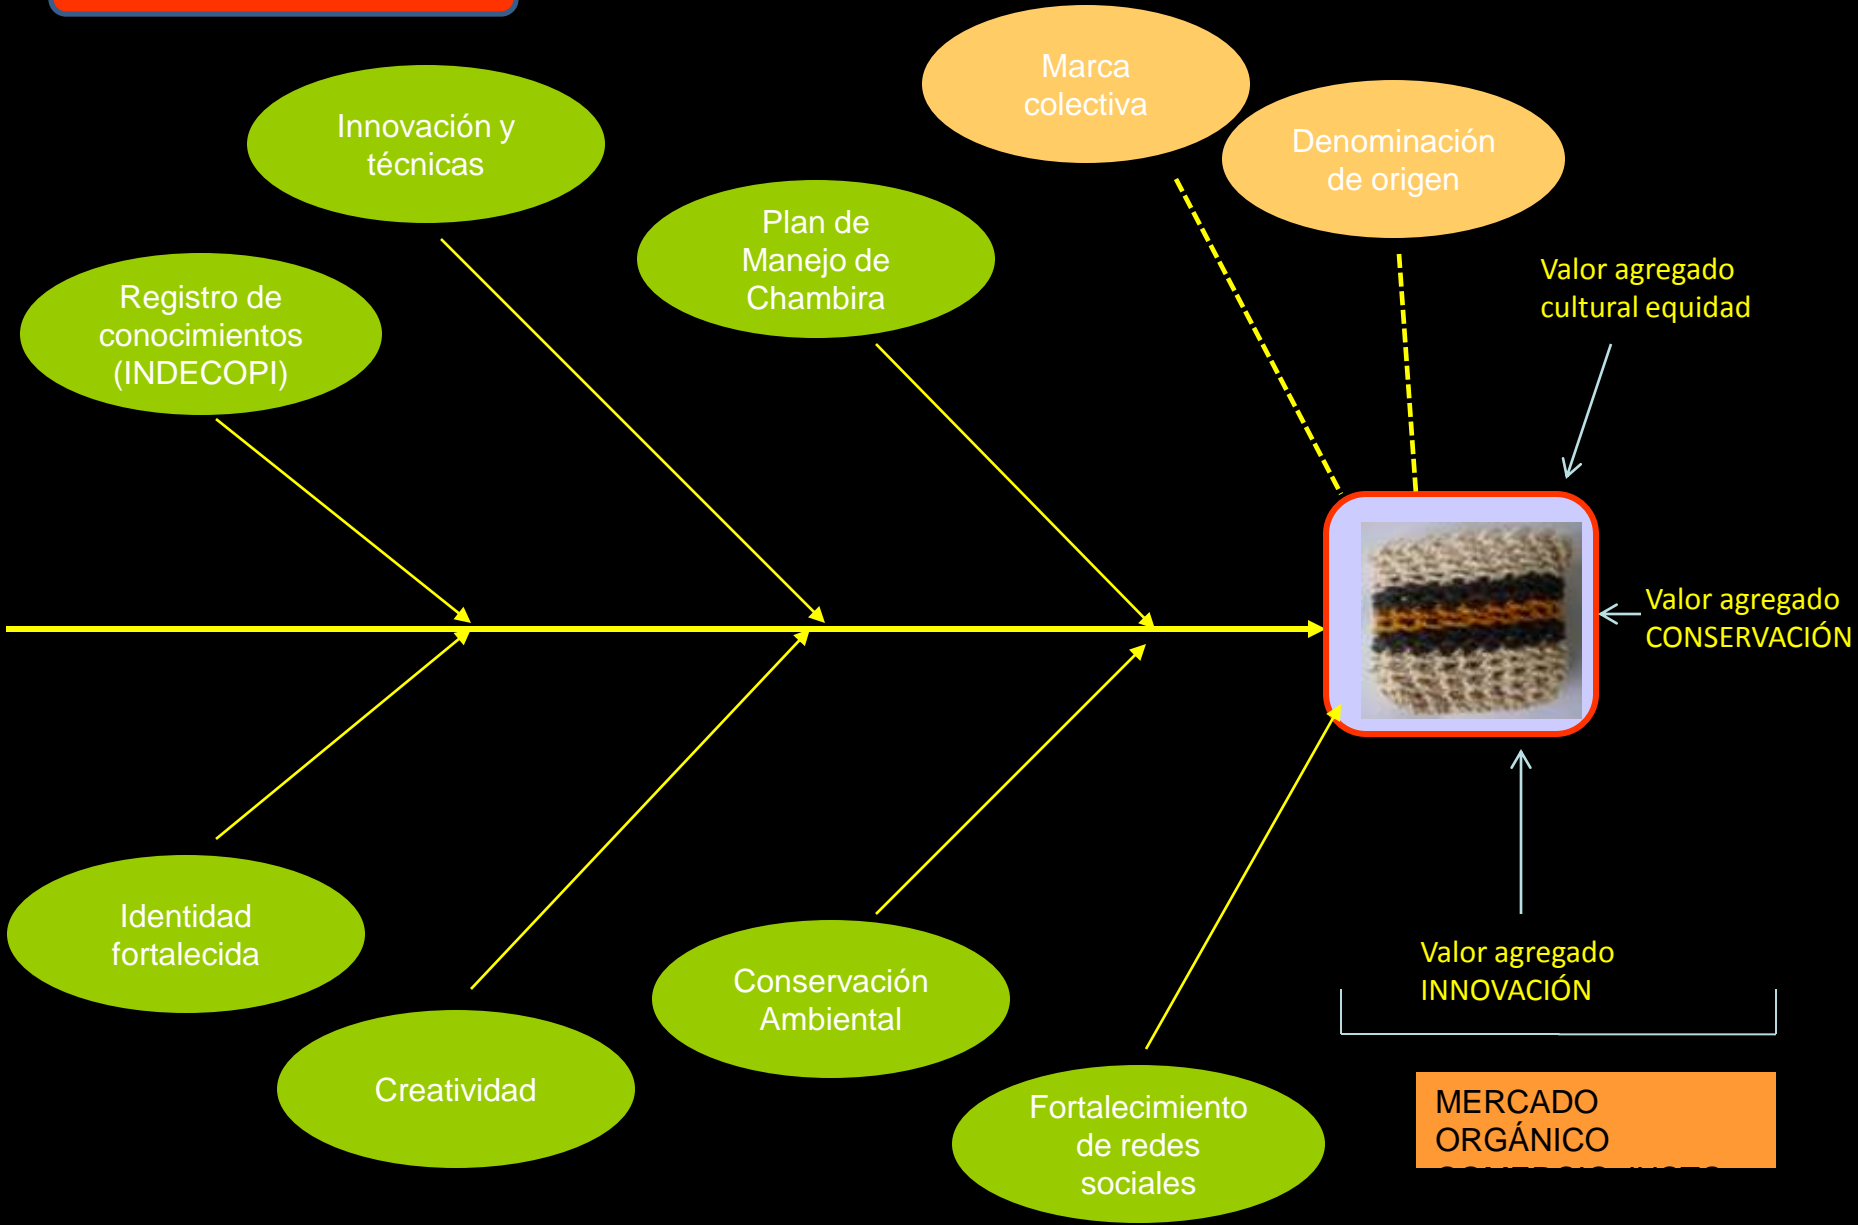 Marca
colectiva
Innovación y
técnicas
Denominación
de origen
Plan de
Manejo de
Chambira
Registro de
conocimientos
(INDECOPI)
Valor agregado
cultural equidad
Valor agregado
CONSERVACIÓN
Identidad
fortalecida
Valor agregado
INNOVACIÓN
Conservación
Ambiental
Creatividad
Fortalecimiento
de redes
sociales
MERCADO
ORGÁNICO